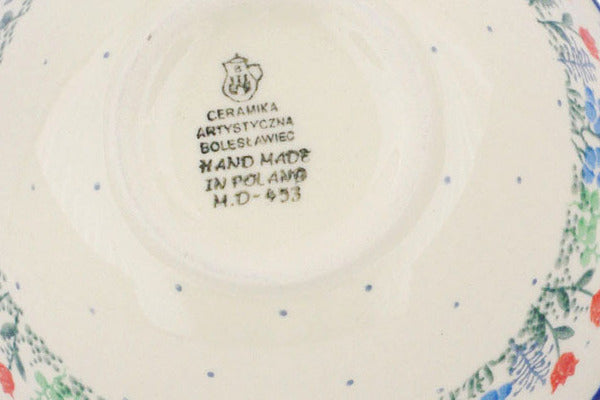 CERAMIKA
ARTYSTYCZNA
BOLESŁAWIEC
HAND MADE
IN POLAND
M.D-453